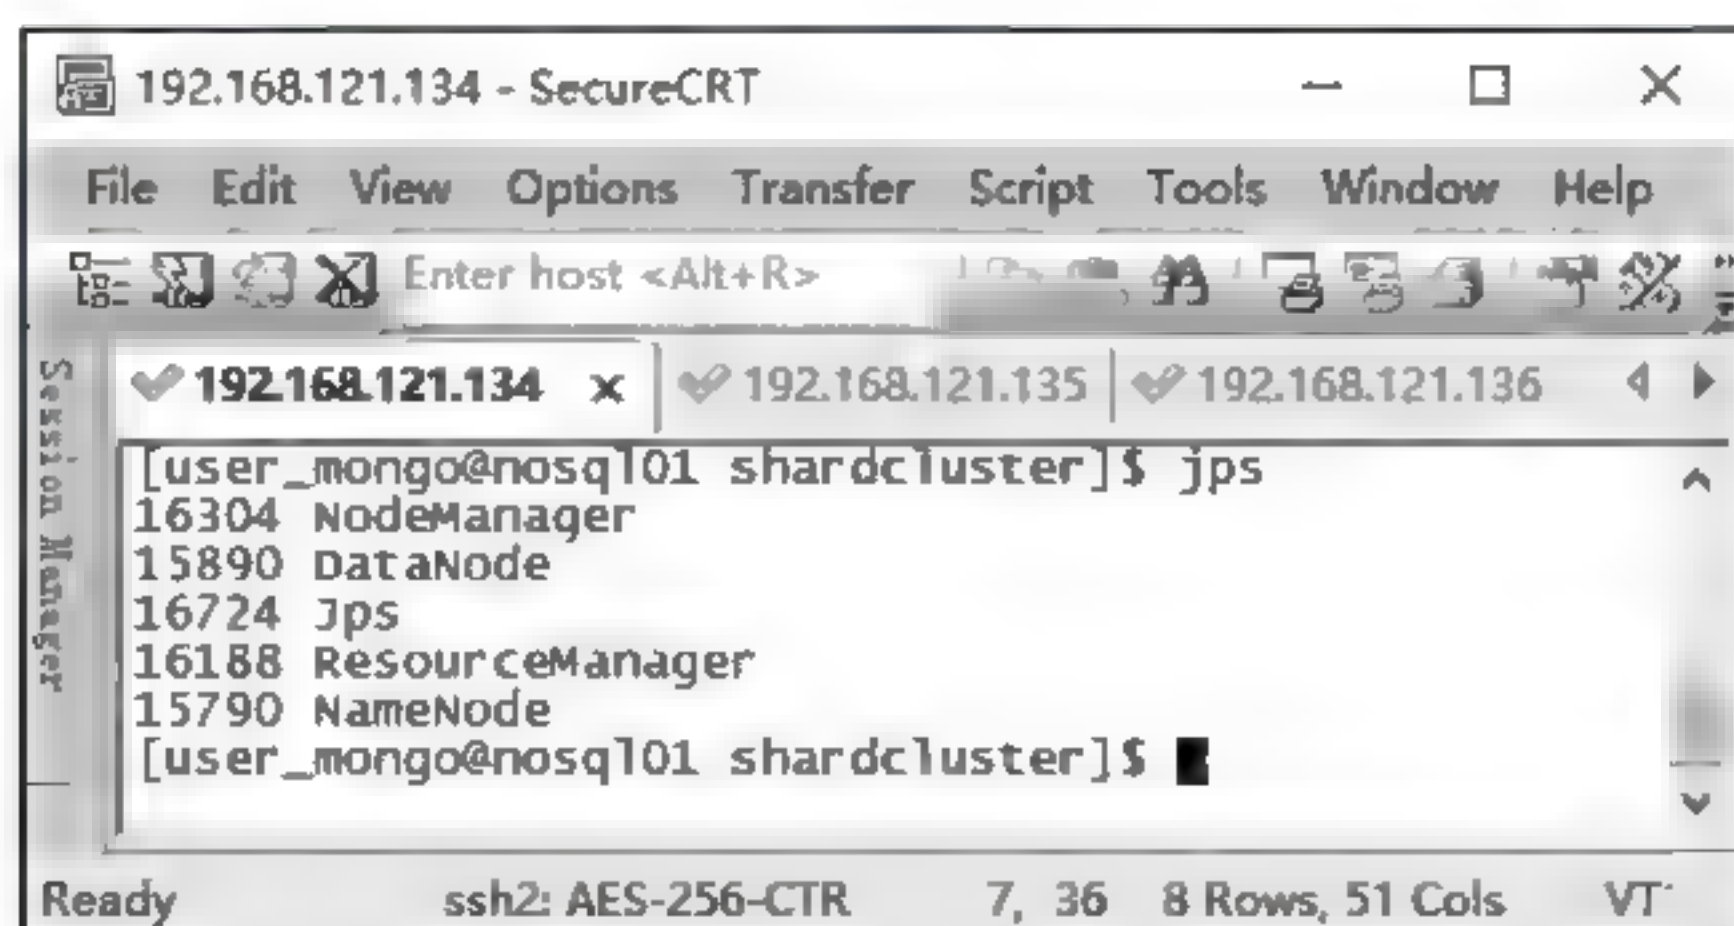 192.168.121.134 - SecureCRT
File Edit View Options Transfer Script Tools Window Help
Enter host <Alt+R>
Session Manager
192.168.121.134 x 192.168.121.135 192.168.121.136
[user_mongo@nosql01 shardcluster]$ jps
16304 NodeManager
15890 DataNode
16724 Jps
16188 ResourceManager
15790 NameNode
[user_mongo@nosql01 shardcluster]$
Ready ssh2: AES-256-CTR 7, 36 8 Rows, 51 Cols VT